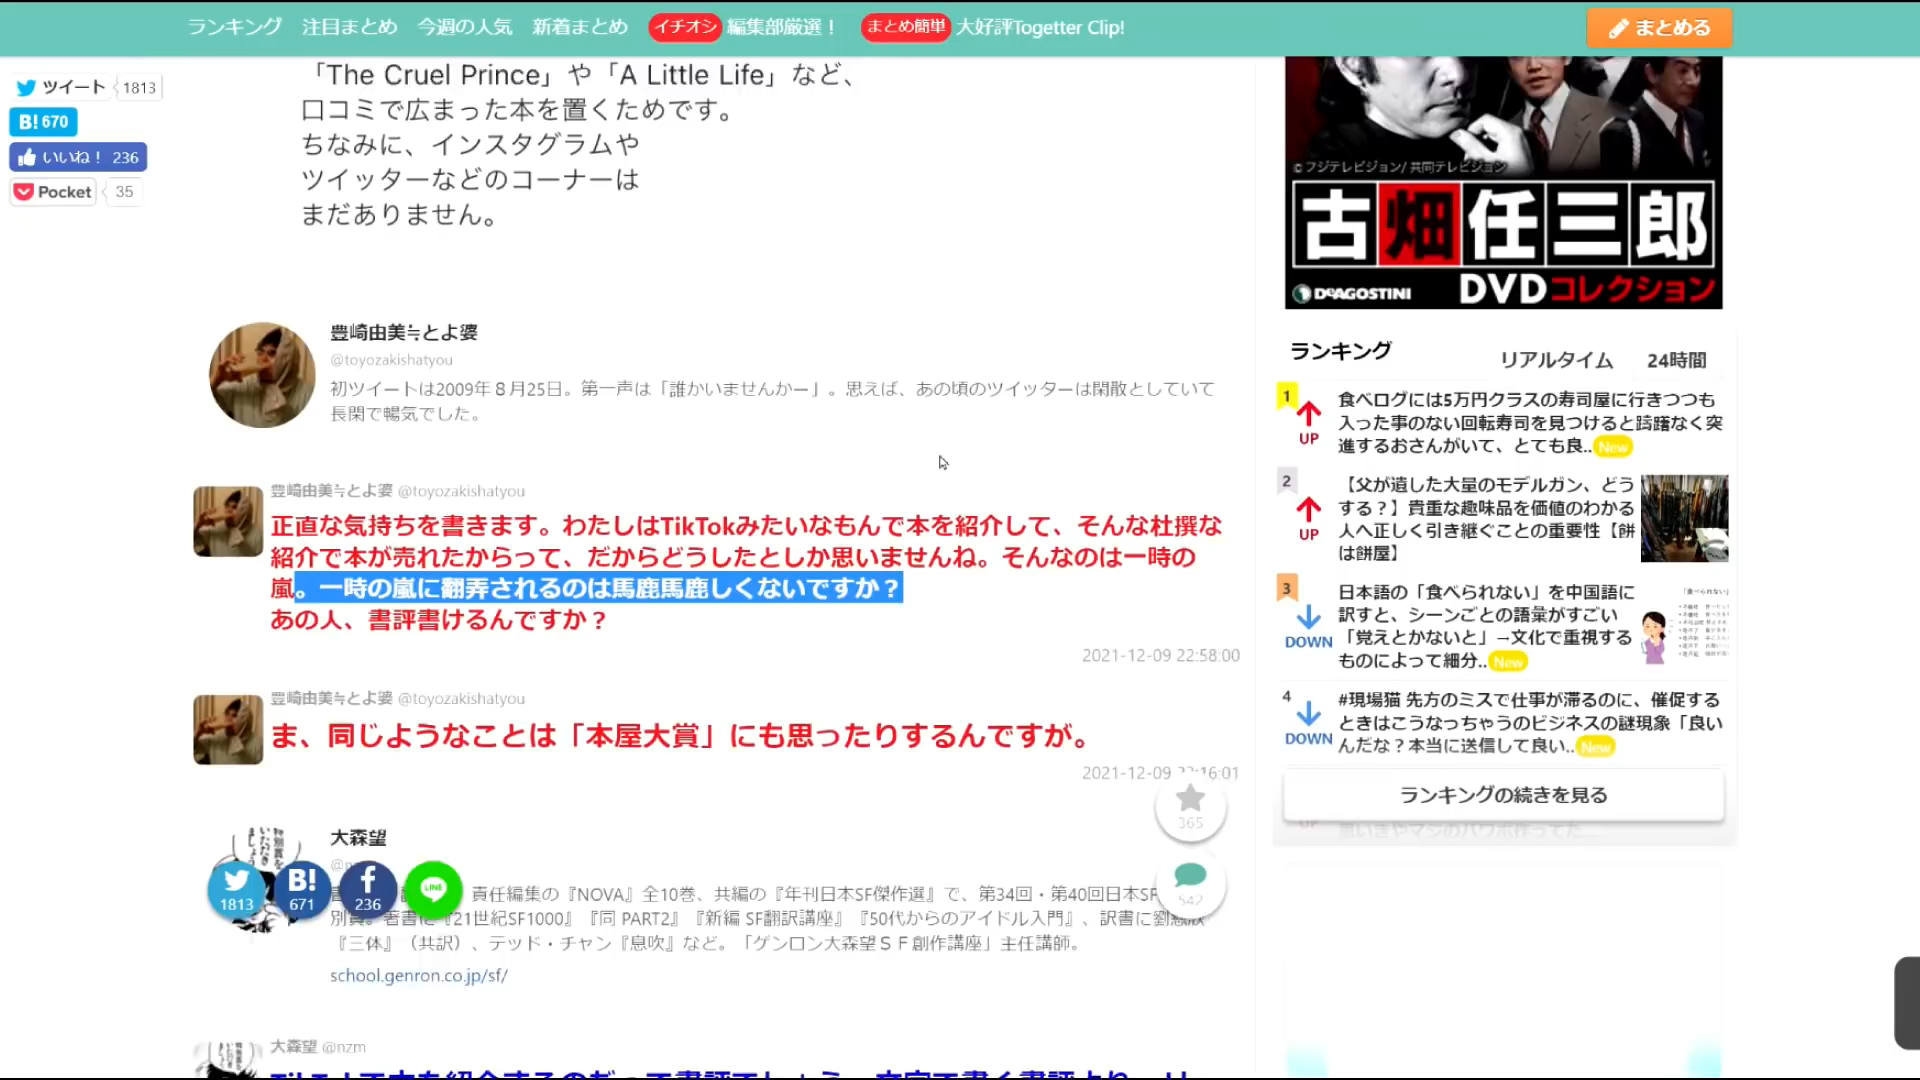 ランキング 注目まとめ 今週の人気 新着まとめ イチオシ 編集部厳選！ まとめ簡単 大好評Togetter Clip!
まとめる
ツイート 1813
B! 670
いいね！ 236
Pocket 35
「The Cruel Prince」や「A Little Life」など、
口コミで広まった本を置くためです。
ちなみに、インスタグラムや
ツイッターなどのコーナーは
まだありません。
豊崎由美≒とよ婆
@toyozakishatyou
初ツイートは2009年８月25日。第一声は「誰かいませんかー」。思えば、あの頃のツイッターは閑散としていて
長閑で暢気でした。
豊崎由美≒とよ婆 @toyozakishatyou
正直な気持ちを書きます。わたしはTikTokみたいなもんで本を紹介して、そんな杜撰な
紹介で本が売れたからって、だからどうしたとしか思いませんね。そんなのは一時の
嵐。一時の嵐に翻弄されるのは馬鹿馬鹿しくないですか？
あの人、書評書けるんですか？
2021-12-09 22:58:00
豊崎由美≒とよ婆 @toyozakishatyou
ま、同じようなことは「本屋大賞」にも思ったりするんですが。
2021-12-09
365
542
大森望
責任編集の『NOVA』全10巻、共編の『年刊日本SF傑作選』で、第34回・第40回日本SF
『21世紀SF1000』『同 PART2』『新編 SF翻訳講座』『50代からのアイドル入門』、訳書に劉慈欣
『三体』（共訳）、テッド・チャン『息吹』など。「ゲンロン大森望ＳＦ創作講座」主任講師。
school.genron.co.jp/sf/
1813
B! 671
236
LINE
大森望 @nzm
©フジテレビジョン/ 共同テレビジョン
古畑任三郎
DeAGOSTINI DVDコレクション
ランキング リアルタイム 24時間
1 UP
食べログには5万円クラスの寿司屋に行きつつも
入った事のない回転寿司を見つけると躊躇なく突
進するおさんがいて、とても良.. New
2 UP
【父が遺した大量のモデルガン、どう
する？】貴重な趣味品を価値のわかる
人へ正しく引き継ぐことの重要性【餅
は餅屋】
3 DOWN
日本語の「食べられない」を中国語に
訳すと、シーンごとの語彙がすごい
「覚えとかないと」→文化で重視する
ものによって細分.. New
4 DOWN
#現場猫 先方のミスで仕事が滞るのに、催促する
ときはこうなっちゃうのビジネスの謎現象「良い
んだな？本当に送信して良い.. New
ランキングの続きを見る